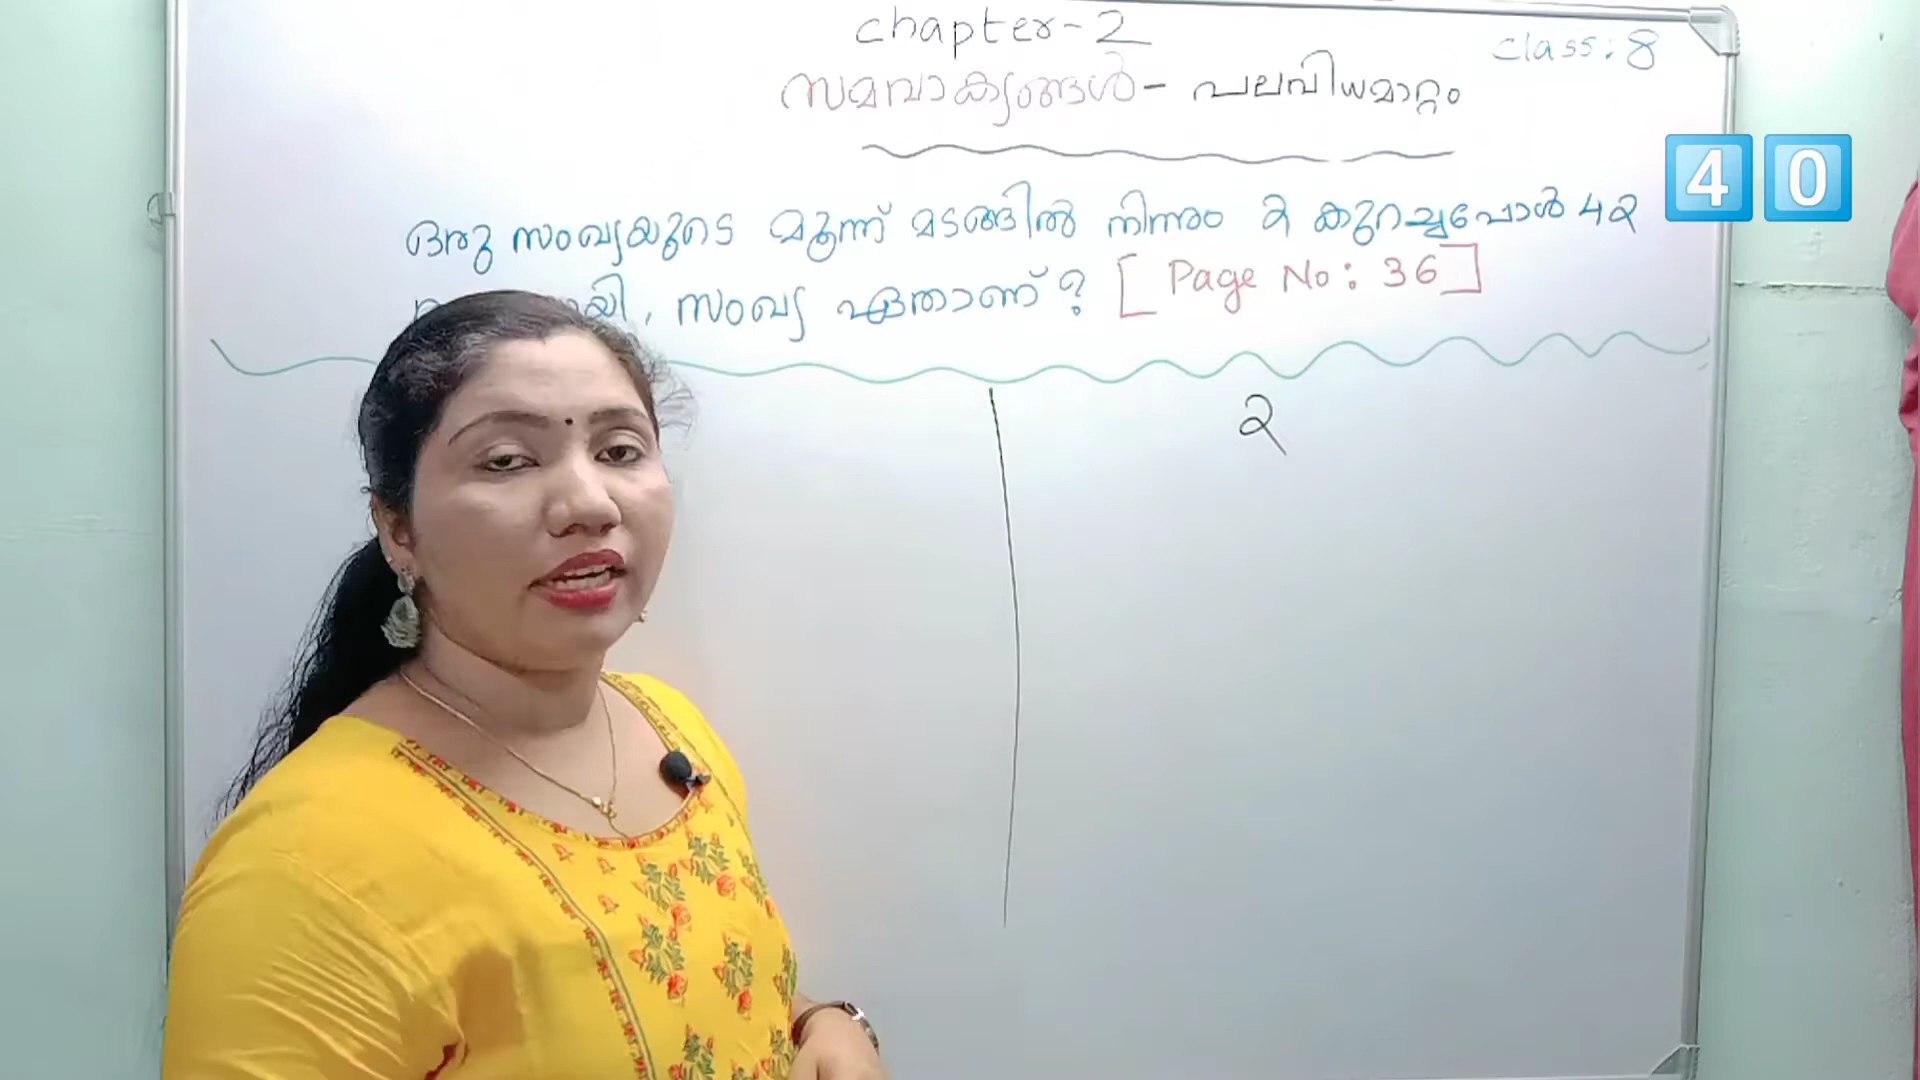 chapter-2
class: 8
സമവാക്യങ്ങൾ - പലവിധമാറ്റം
40
ഒരു സംഖ്യയുടെ മൂന്ന് മടങ്ങിൽ നിന്നും 2 കുറച്ചപ്പോൾ 42
സംഖ്യ ഏതാണ് ? [ Page No: 36 ]
2